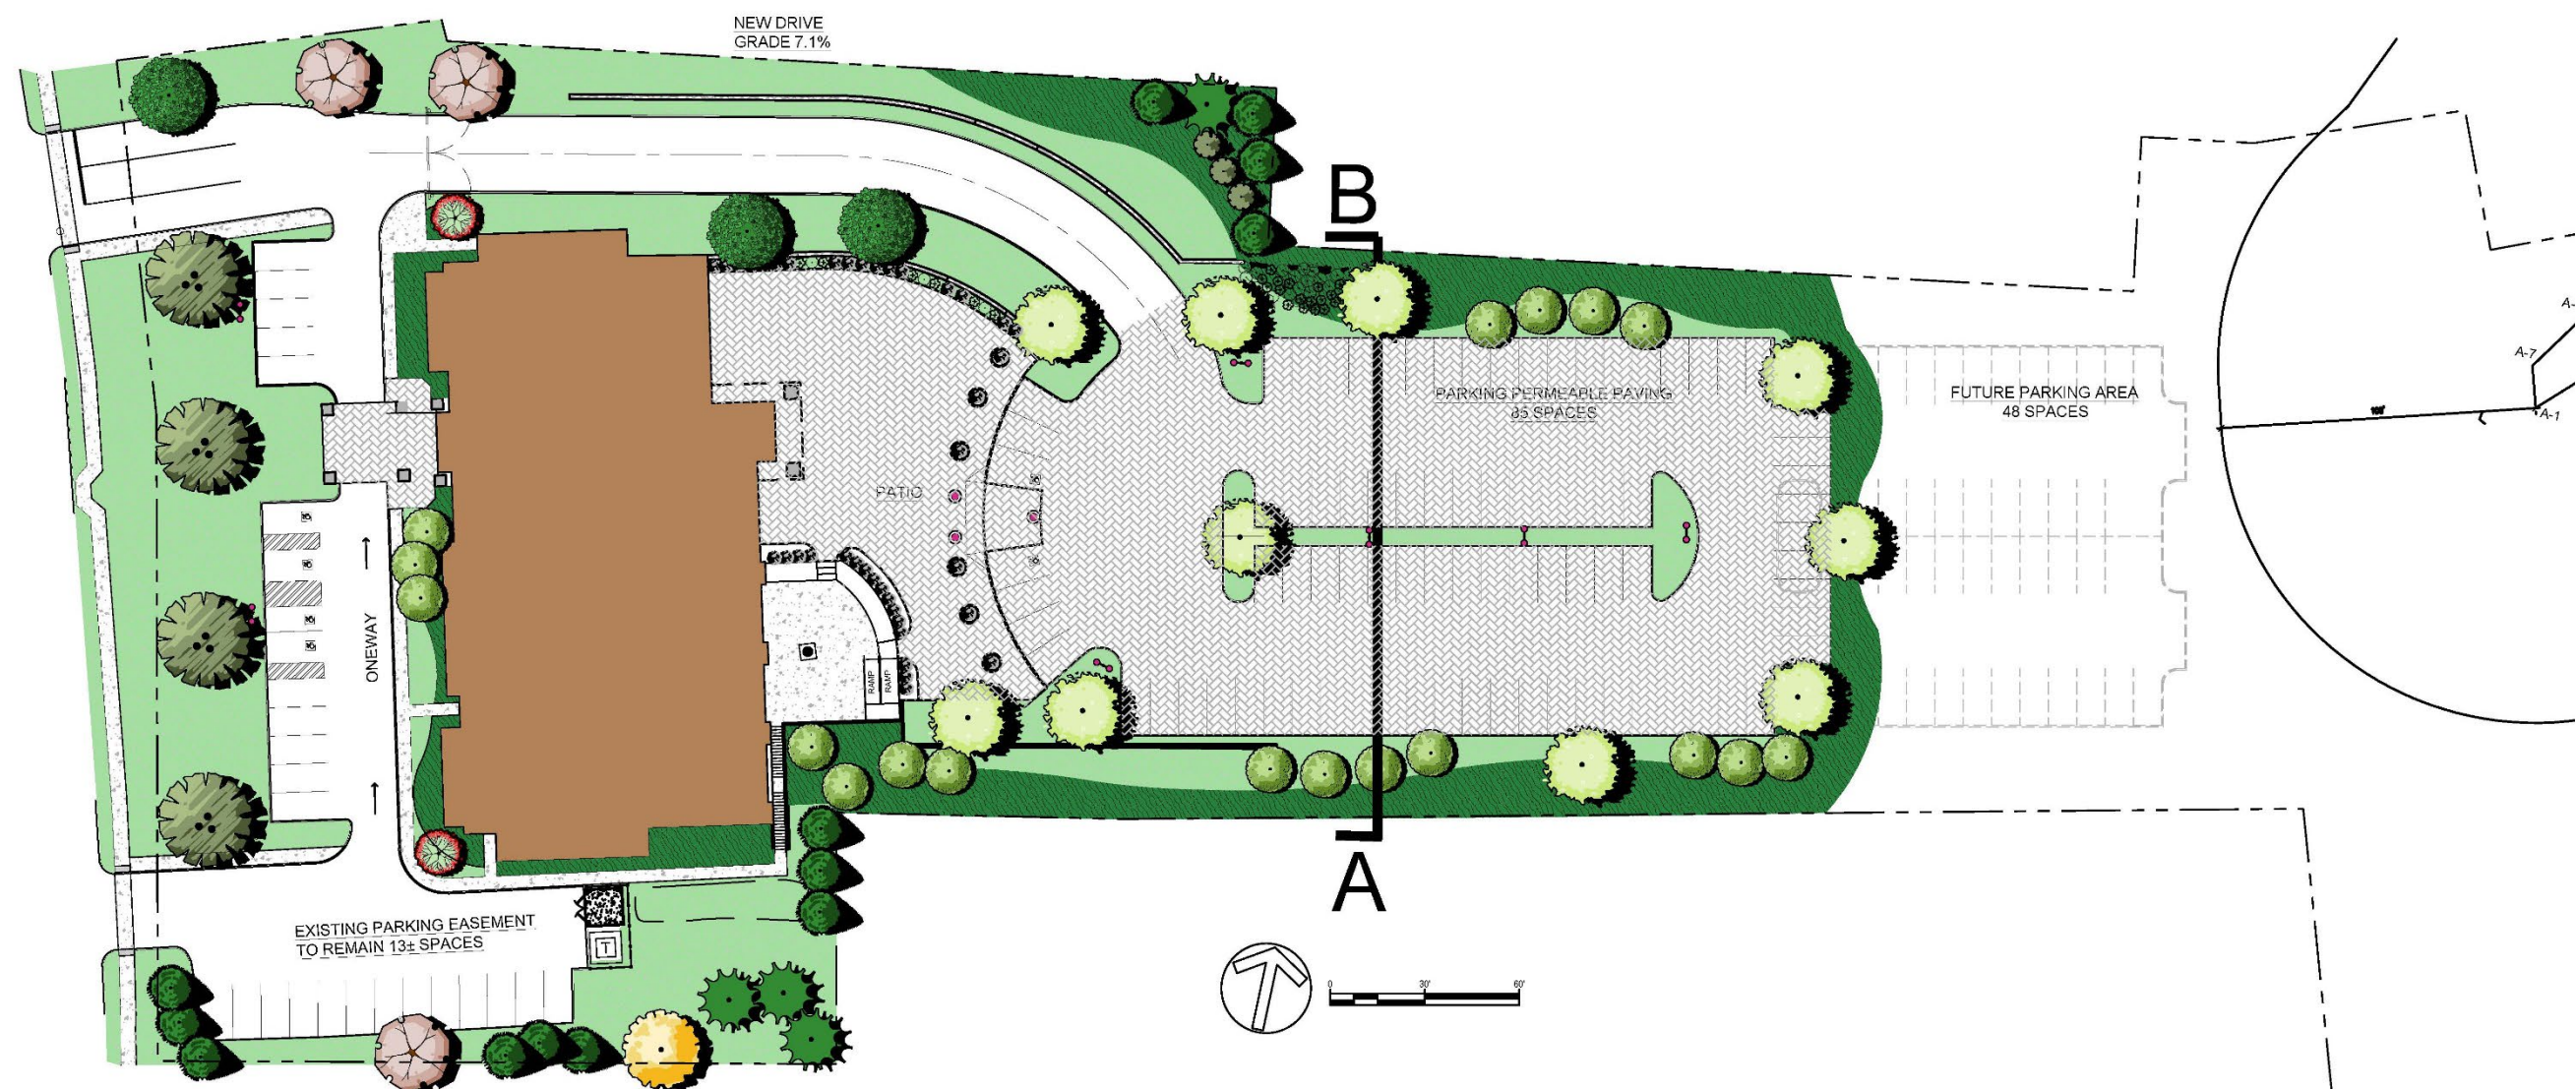 NEW DRIVE
GRADE 7.1%
B
PARKING PERMEABLE PAVING
85 SPACES
FUTURE PARKING AREA
48 SPACES
A-7
A-1
100'
PATIO
ONEWAY
RAMP
RAMP
A
EXISTING PARKING EASEMENT
TO REMAIN 13± SPACES
T
0 30' 60'